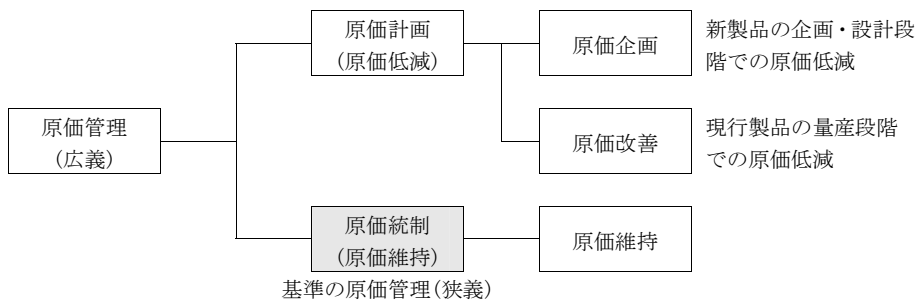 原価計画
(原価低減)
原価企画
新製品の企画・設計段
階での原価低減
原価管理
(広義)
原価改善
現行製品の量産段階
での原価低減
原価統制
(原価維持)
原価維持
基準の原価管理(狭義)